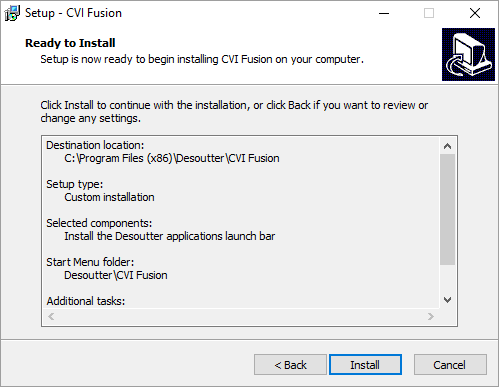 Setup - CVI Fusion
Ready to Install
Setup is now ready to begin installing CVI Fusion on your computer.
Click Install to continue with the installation, or click Back if you want to review or
change any settings.
Destination location:
C:\Program Files (x86)\Desoutter\CVI Fusion
Setup type:
Custom installation
Selected components:
Install the Desoutter applications launch bar
Start Menu folder:
Desoutter\CVI Fusion
Additional tasks:
< Back
Install
Cancel